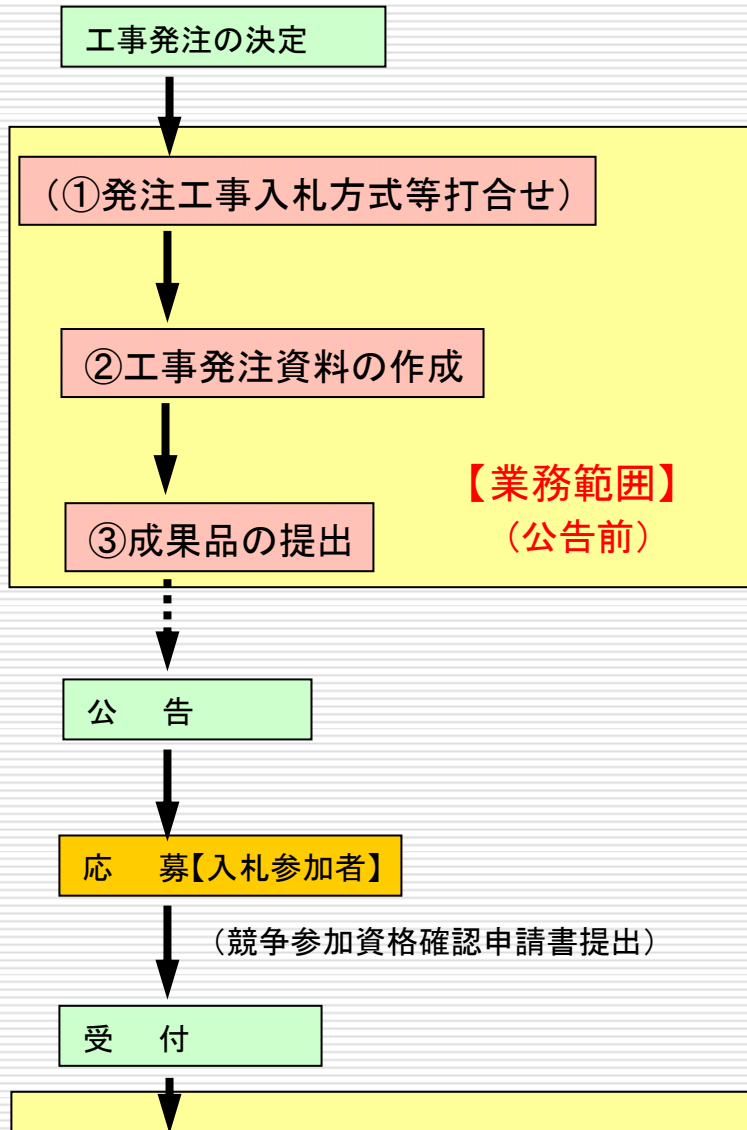 工事発注の決定
(①発注工事入札方式等打合せ)
②工事発注資料の作成
③成果品の提出
【業務範囲】
(公告前)
公　告
応　募【入札参加者】
(競争参加資格確認申請書提出)
受　付